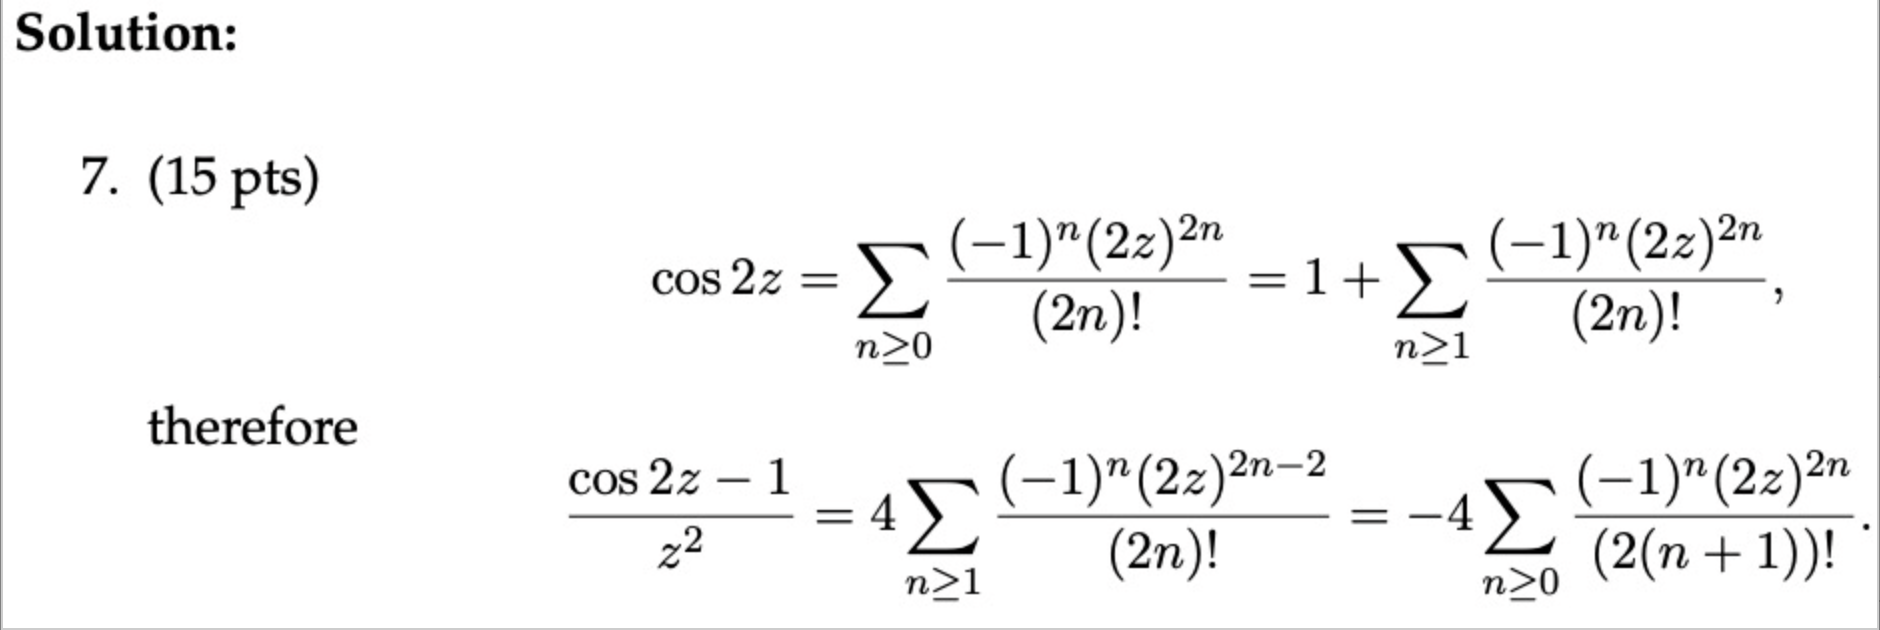 Solution:
7. (15 pts)
cos 2z = ∑_{n≥0} (−1)^n (2z)^{2n} / (2n)! = 1 + ∑_{n≥1} (−1)^n (2z)^{2n} / (2n)!,
therefore
(cos 2z − 1) / z^2 = 4 ∑_{n≥1} (−1)^n (2z)^{2n−2} / (2n)! = −4 ∑_{n≥0} (−1)^n (2z)^{2n} / (2(n + 1))!.